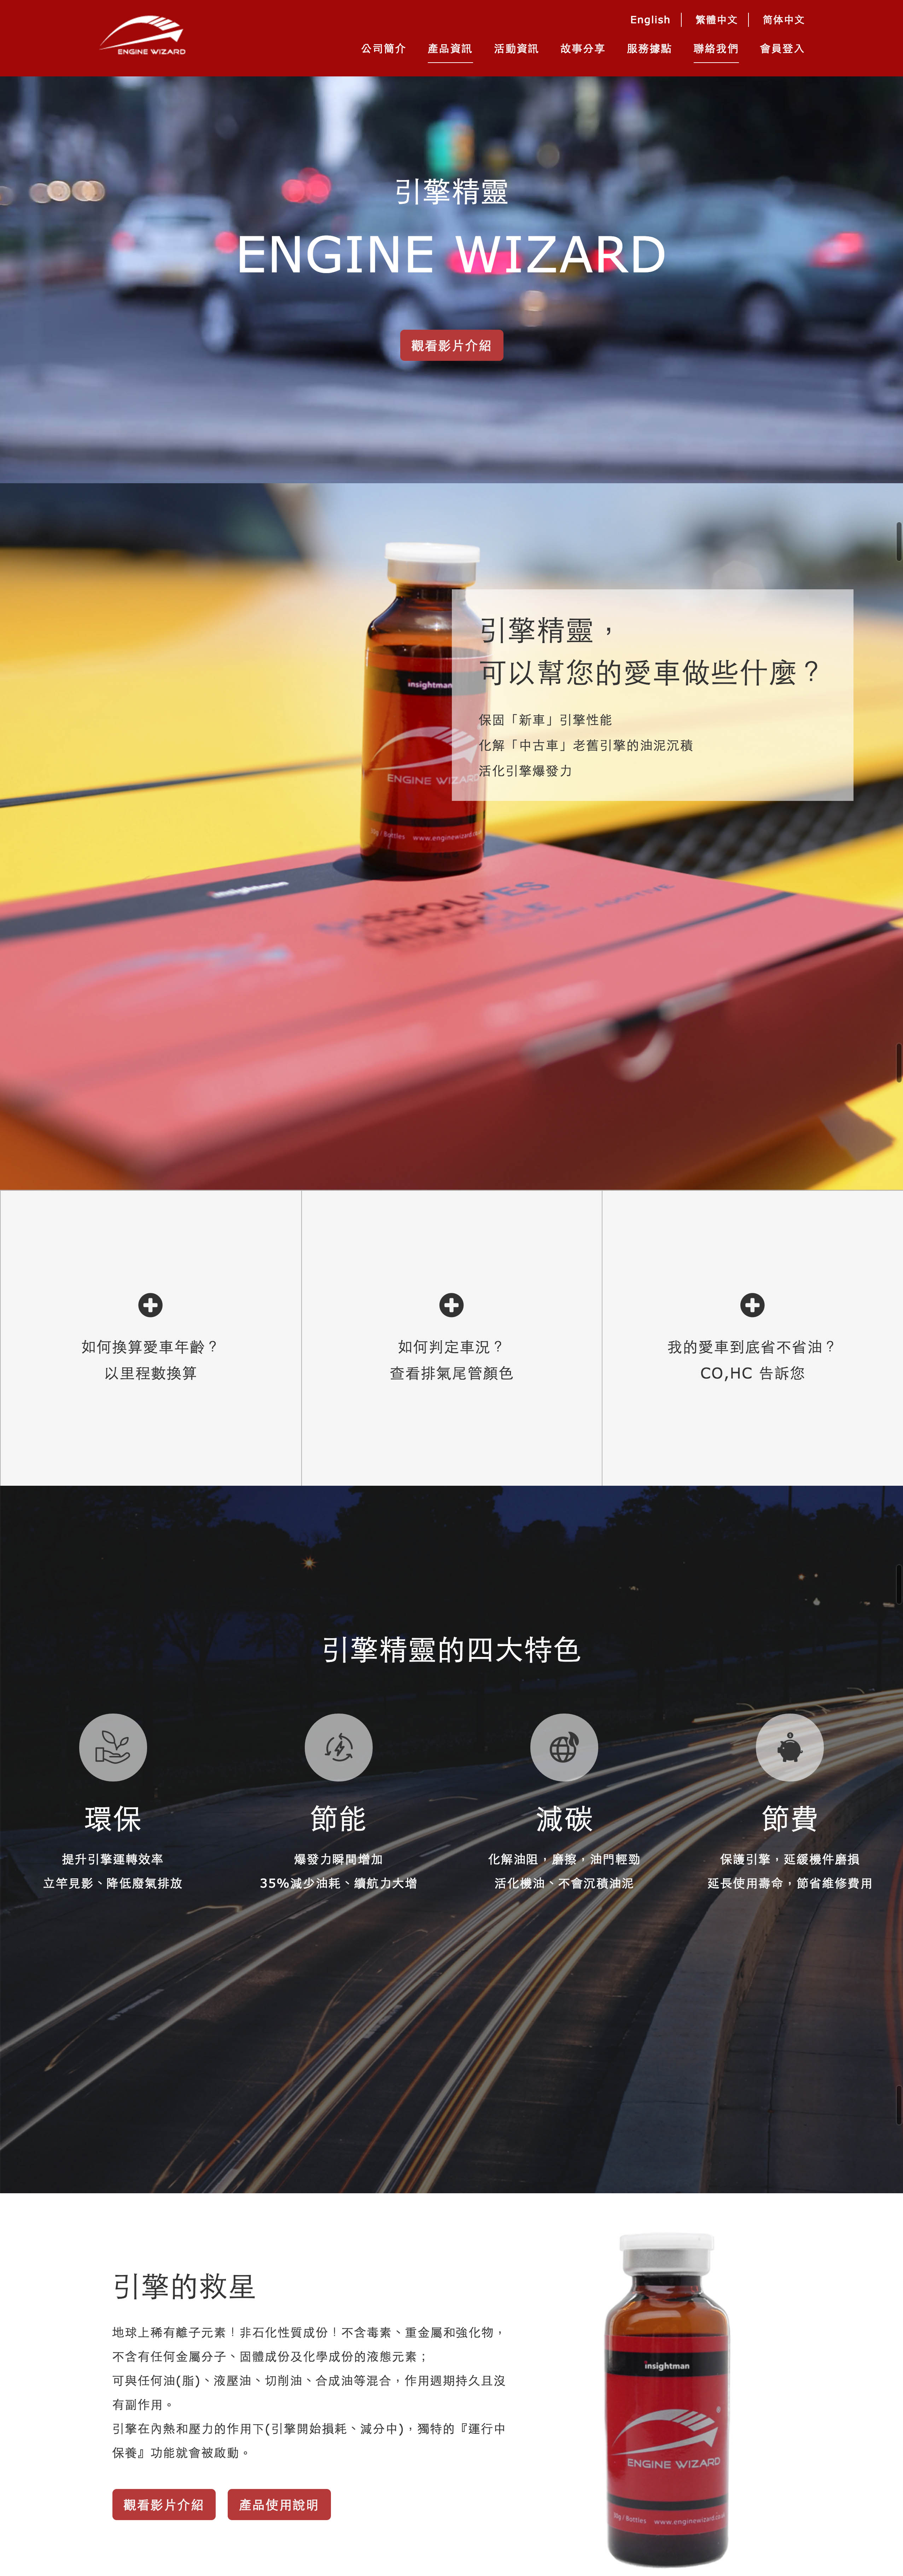 ENGINE WIZARD
English
繁體中文
简体中文
公司簡介
產品資訊
活動資訊
故事分享
服務據點
聯絡我們
會員登入
引擎精靈
ENGINE WIZARD
觀看影片介紹
引擎精靈，
可以幫您的愛車做些什麼？
保固「新車」引擎性能
化解「中古車」老舊引擎的油泥沉積
活化引擎爆發力
insightman
ENGINE WIZARD
30g / Bottles www.enginewizard.co
insightman
DISSOLVES
MIRACLE
ADDITIVE
如何換算愛車年齡？
以里程數換算
如何判定車況？
查看排氣尾管顏色
我的愛車到底省不省油？
CO,HC 告訴您
引擎精靈的四大特色
環保
提升引擎運轉效率
立竿見影、降低廢氣排放
節能
爆發力瞬間增加
35%減少油耗、續航力大增
減碳
化解油阻，磨擦，油門輕勁
活化機油、不會沉積油泥
節費
保護引擎，延緩機件磨損
延長使用壽命，節省維修費用
引擎的救星
地球上稀有離子元素！非石化性質成份！不含毒素、重金屬和強化物，
不含有任何金屬分子、固體成份及化學成份的液態元素；
可與任何油(脂)、液壓油、切削油、合成油等混合，作用週期持久且沒
有副作用。
引擎在內熱和壓力的作用下(引擎開始損耗、減分中)，獨特的『運行中
保養』功能就會被啟動。
觀看影片介紹
產品使用說明
insightman
ENGINE WIZARD
30g / Bottles www.enginewizard.co